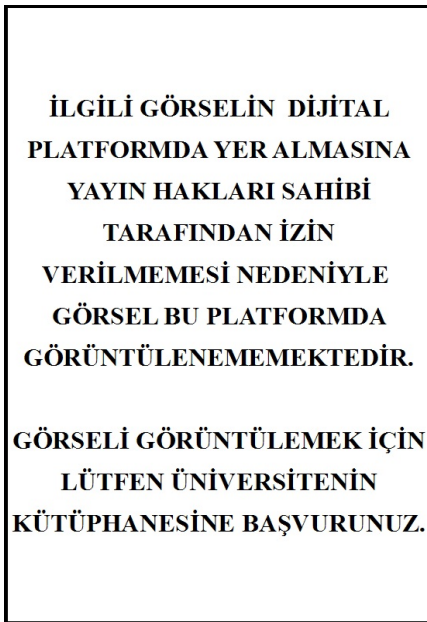 İLGİLİ GÖRSELİN DİJİTAL
PLATFORMDA YER ALMASINA
YAYIN HAKLARI SAHİBİ
TARAFINDAN İZİN
VERİLMEMESİ NEDENİYLE
GÖRSEL BU PLATFORMDA
GÖRÜNTÜLENEMEMEKTEDİR.
GÖRSELİ GÖRÜNTÜLEMEK İÇİN
LÜTFEN ÜNİVERSİTENİN
KÜTÜPHANESİNE BAŞVURUNUZ.